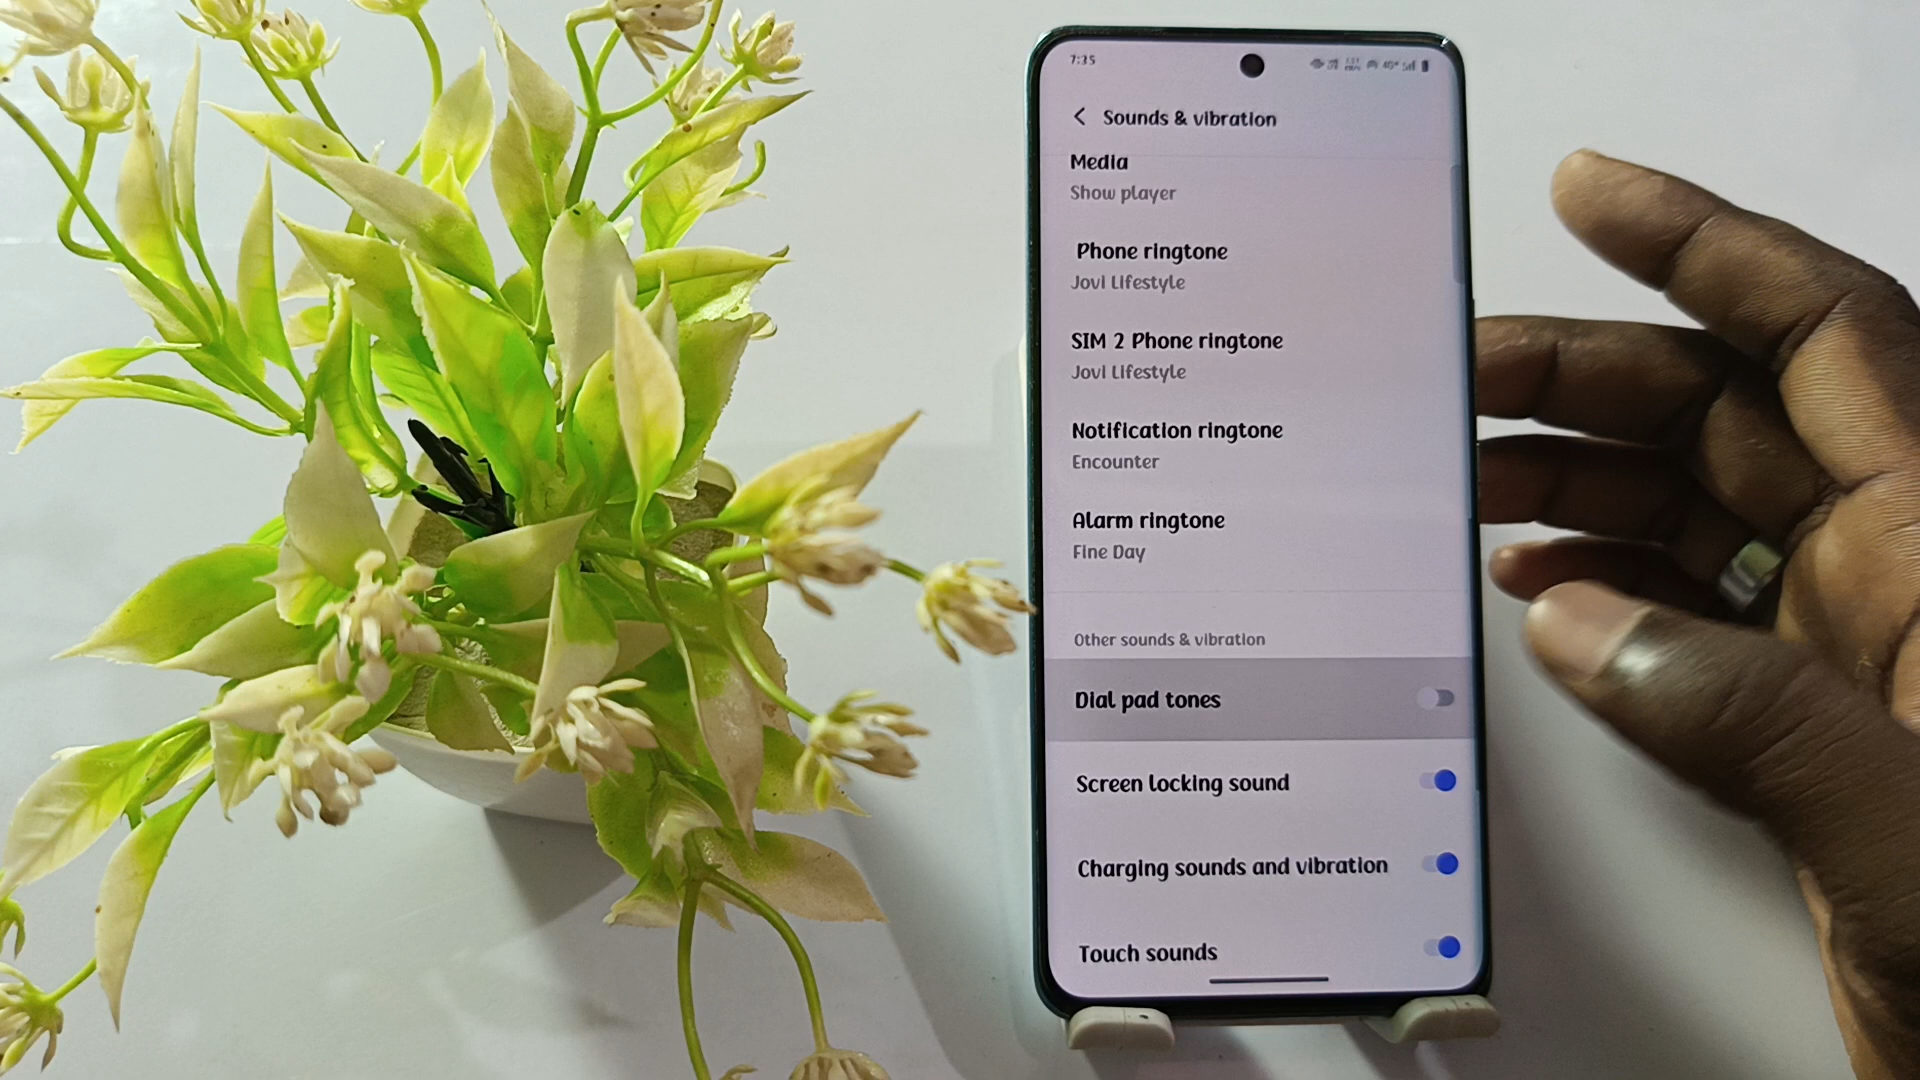 7:35
4G+
Sounds & vibration
Media
Show player
Phone ringtone
Jovi Lifestyle
SIM 2 Phone ringtone
Jovi Lifestyle
Notification ringtone
Encounter
Alarm ringtone
Fine Day
Other sounds & vibration
Dial pad tones
Screen locking sound
Charging sounds and vibration
Touch sounds